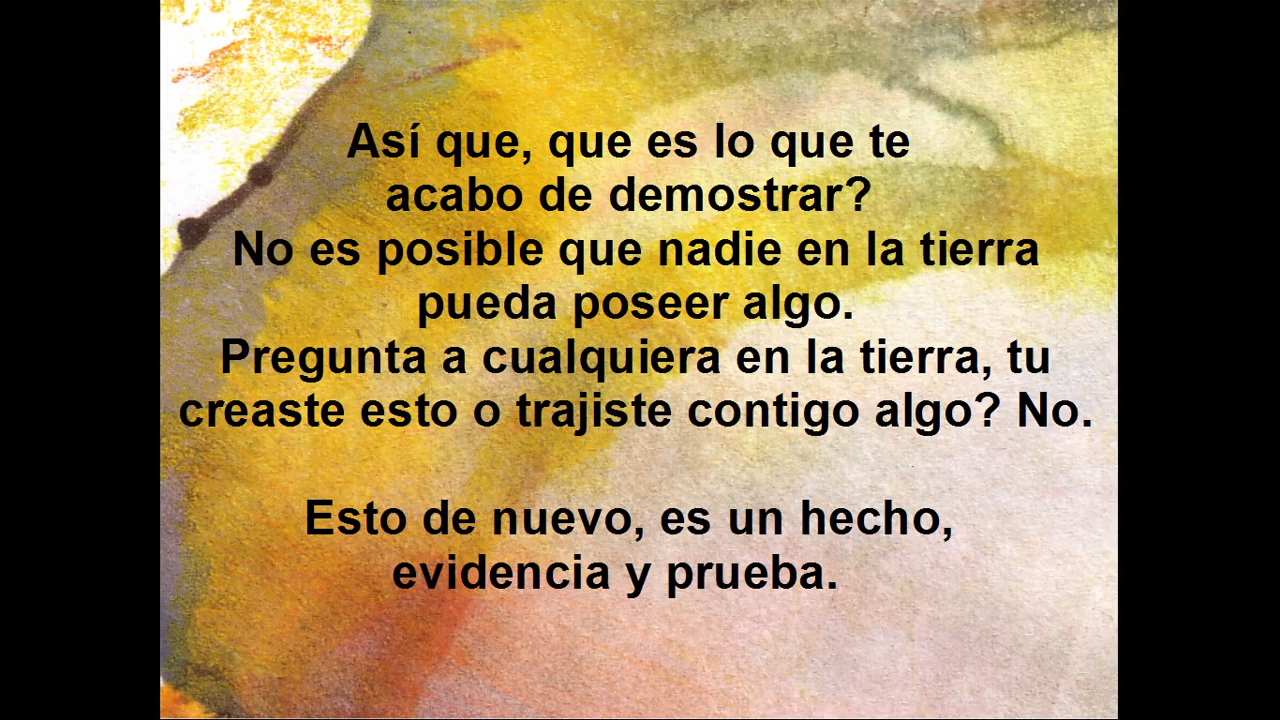 Así que, que es lo que te
acabo de demostrar?
No es posible que nadie en la tierra
pueda poseer algo.
Pregunta a cualquiera en la tierra, tu
creaste esto o trajiste contigo algo? No.
Esto de nuevo, es un hecho,
evidencia y prueba.